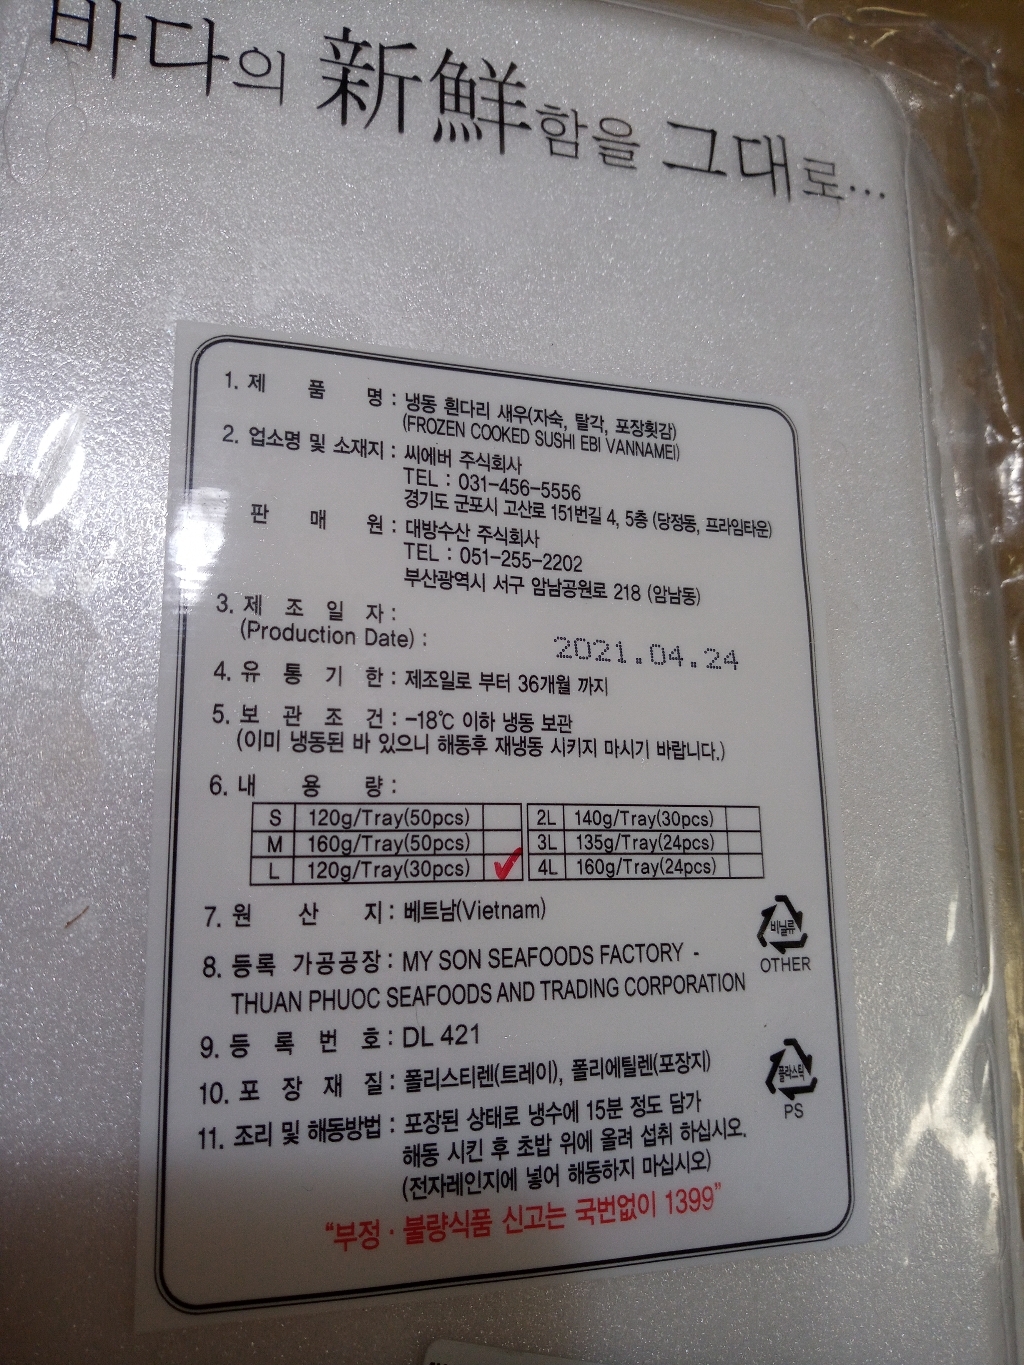 바다의 新鮮함을 그대로...
1. 제 품 명 : 냉동 흰다리 새우(자숙, 탈각, 포장횟감)
(FROZEN COOKED SUSHI EBI VANNAMEI)
2. 업소명 및 소재지 : 씨에버 주식회사
TEL : 031-456-5556
경기도 군포시 고산로 151번길 4, 5층 (당정동, 프라임타운)
판 매 원 : 대방수산 주식회사
TEL : 051-255-2202
부산광역시 서구 암남공원로 218 (암남동)
3. 제 조 일 자 :
(Production Date) : 2021.04.24
4. 유 통 기 한 : 제조일로 부터 36개월 까지
5. 보 관 조 건 : -18℃ 이하 냉동 보관
(이미 냉동된 바 있으니 해동후 재냉동 시키지 마시기 바랍니다.)
6. 내 용 량 :
S 120g/Tray(50pcs) 2L 140g/Tray(30pcs)
M 160g/Tray(50pcs) 3L 135g/Tray(24pcs)
L 120g/Tray(30pcs) ✓ 4L 160g/Tray(24pcs)
7. 원 산 지 : 베트남(Vietnam)
비닐류
OTHER
8. 등록 가공공장 : MY SON SEAFOODS FACTORY -
THUAN PHUOC SEAFOODS AND TRADING CORPORATION
9. 등 록 번 호 : DL 421
10. 포 장 재 질 : 폴리스티렌(트레이), 폴리에틸렌(포장지)
플라스틱
PS
11. 조리 및 해동방법 : 포장된 상태로 냉수에 15분 정도 담가
해동 시킨 후 초밥 위에 올려 섭취 하십시오.
(전자레인지에 넣어 해동하지 마십시오)
"부정 · 불량식품 신고는 국번없이 1399"